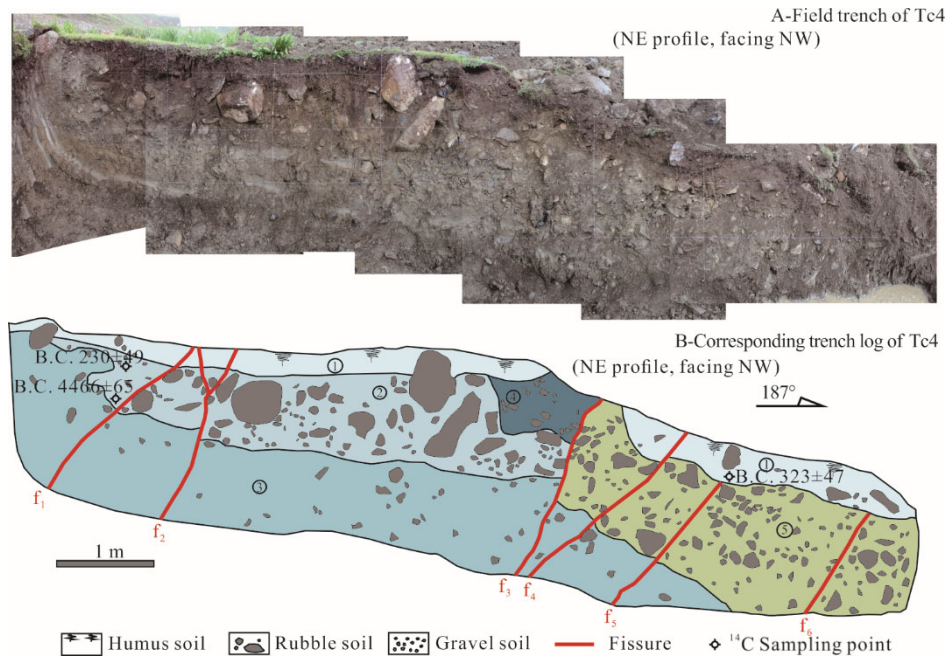 A-Field trench of Tc4
(NE profile, facing NW)
B-Corresponding trench log of Tc4
(NE profile, facing NW)
187°
B.C. 230±49
B.C. 4466±65
①
②
④
③
①
B.C. 323±47
⑤
f1
f2
f3
f4
f5
f6
1 m
Humus soil
Rubble soil
Gravel soil
Fissure
14C Sampling point